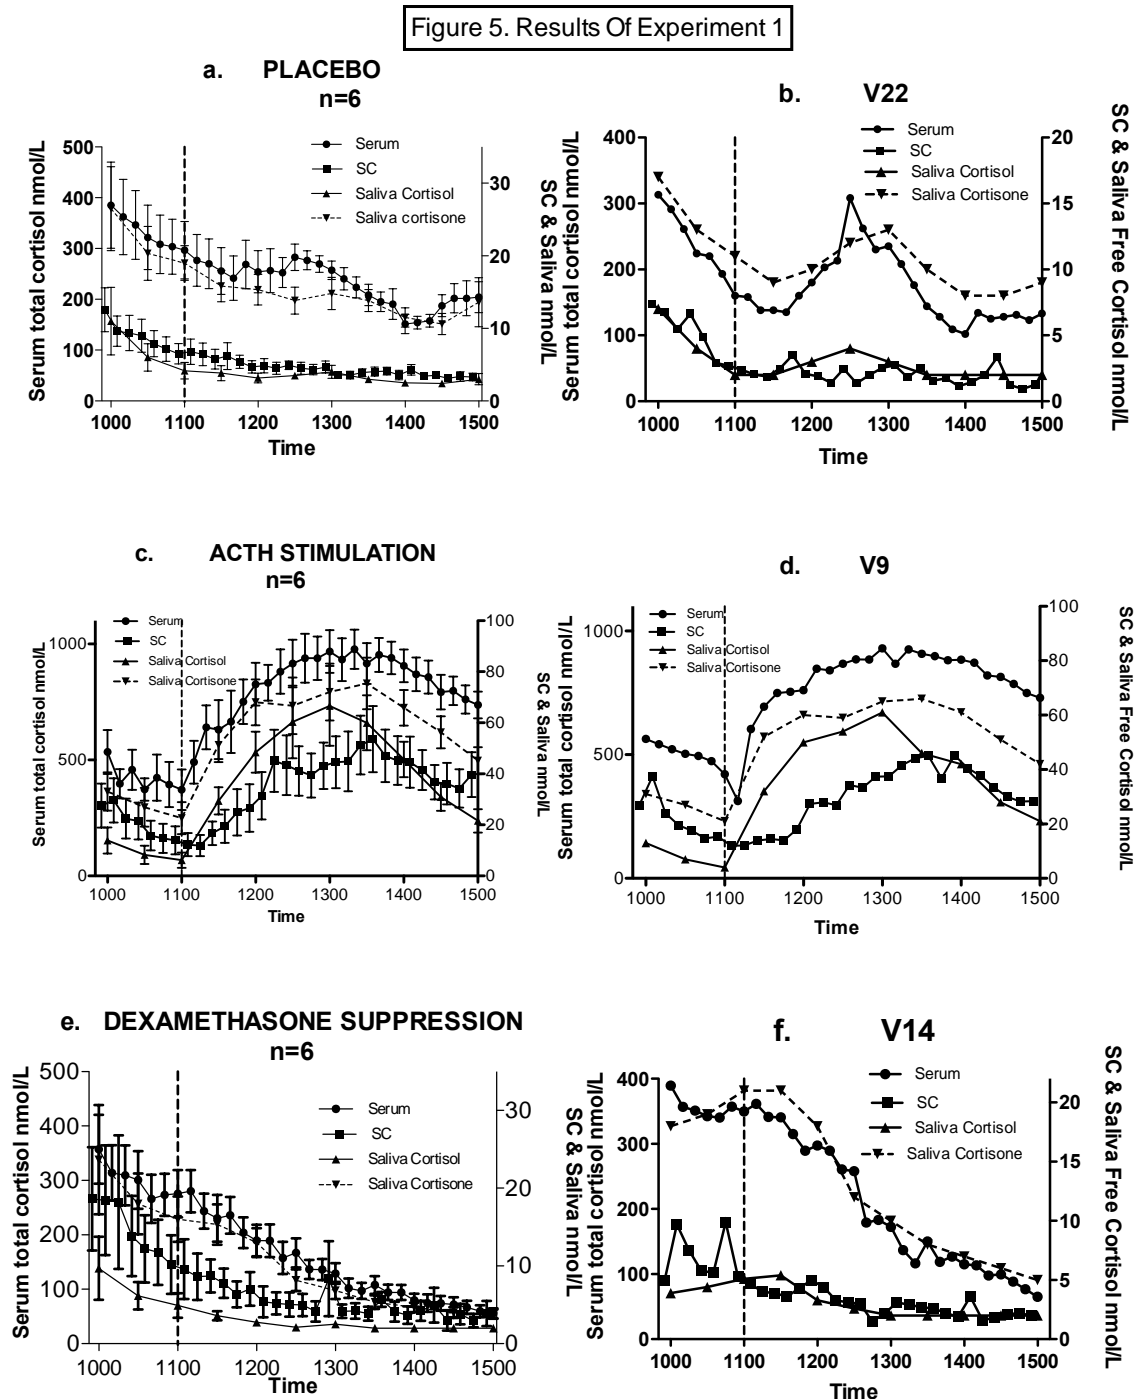 Figure 5. Results Of Experiment 1
a. PLACEBO
n=6
Serum
SC
Saliva Cortisol
Saliva cortisone
Serum total cortisol nmol/L
500
400
300
200
100
0
SC & Saliva nmol/L
30
20
10
0
1000 1100 1200 1300 1400 1500
Time
b. V22
Serum
SC
Saliva Cortisol
Saliva Cortisone
Serum total cortisol nmol/L
400
300
200
100
0
SC & Saliva Free Cortisol nmol/L
20
15
10
5
0
1000 1100 1200 1300 1400 1500
Time
c. ACTH STIMULATION
n=6
Serum
SC
Saliva Cortisol
Saliva Cortisone
Serum total cortisol nmol/L
1000
500
0
SC & Saliva nmol/L
100
80
60
40
20
0
1000 1100 1200 1300 1400 1500
Time
d. V9
Serum
SC
Saliva Cortisol
Saliva Cortisone
Serum total cortisol nmol/L
1000
500
0
SC & Saliva Free Cortisol nmol/L
100
80
60
40
20
0
1000 1100 1200 1300 1400 1500
Time
e. DEXAMETHASONE SUPPRESSION
n=6
Serum
SC
Saliva Cortisol
Saliva Cortisone
Serum total cortisol nmol/L
500
400
300
200
100
0
SC & Saliva nmol/L
30
20
10
0
1000 1100 1200 1300 1400 1500
Time
f. V14
Serum
SC
Saliva Cortisol
Saliva Cortisone
Serum total cortisol nmol/L
400
300
200
100
0
SC & Saliva Free Cortisol nmol/L
20
15
10
5
0
1000 1100 1200 1300 1400 1500
Time